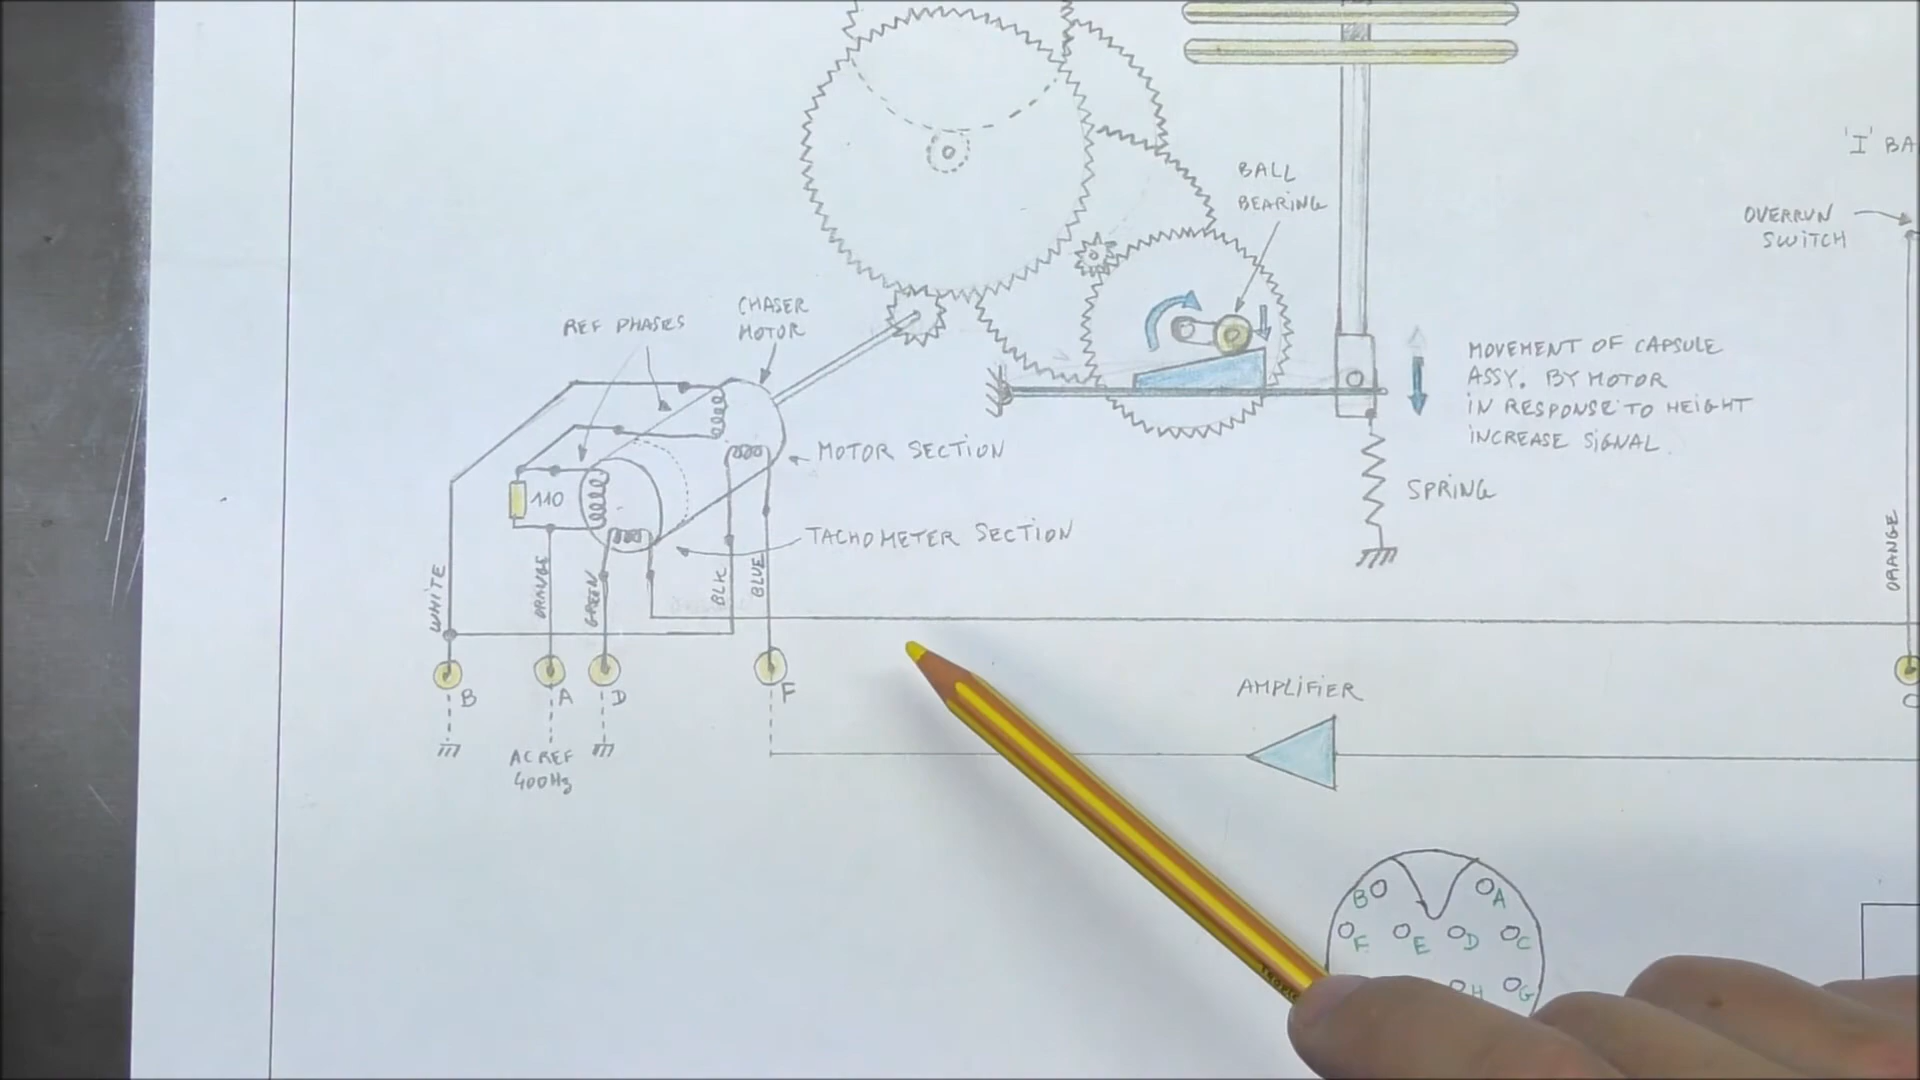 'I' BA
BALL
BEARING
OVERRUN
SWITCH
CHASER
MOTOR
REF PHASES
MOVEMENT OF CAPSULE
ASSY. BY MOTOR
IN RESPONSE TO HEIGHT
INCREASE SIGNAL.
MOTOR SECTION
110
SPRING
TACHOMETER SECTION
WHITE
ORANGE
GREEN
BLK
BLUE
ORANGE
B
A
D
F
C
AMPLIFIER
AC REF
400Hz
B
A
F
E
D
C
H
G